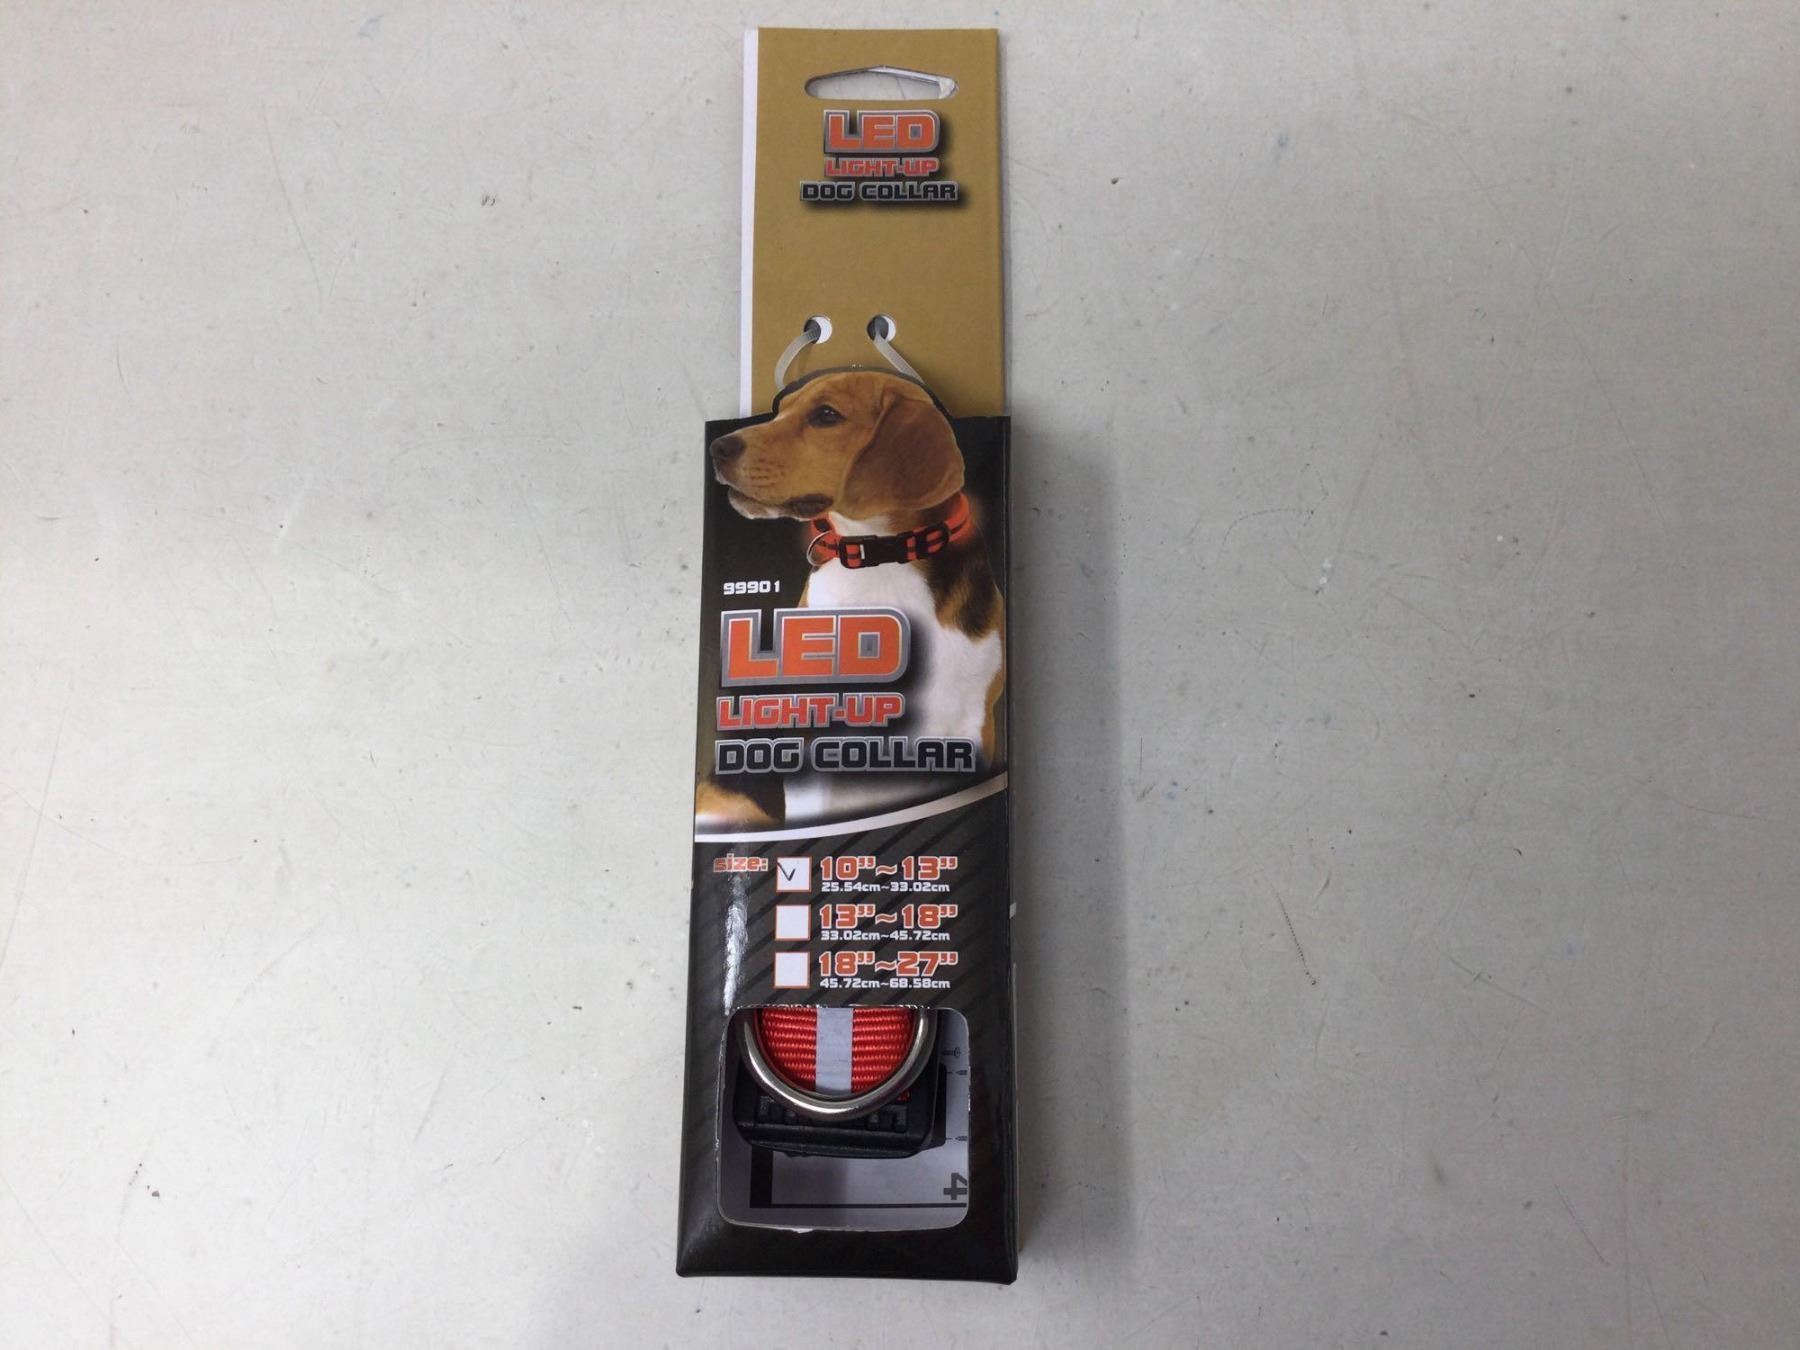 LED
LIGHT-UP
DOG COLLAR
99901
LED
LIGHT-UP
DOG COLLAR
size: 10"~13"
25.54cm~33.02cm
13"~18"
33.02cm~45.72cm
18"~27"
45.72cm~68.58cm
4